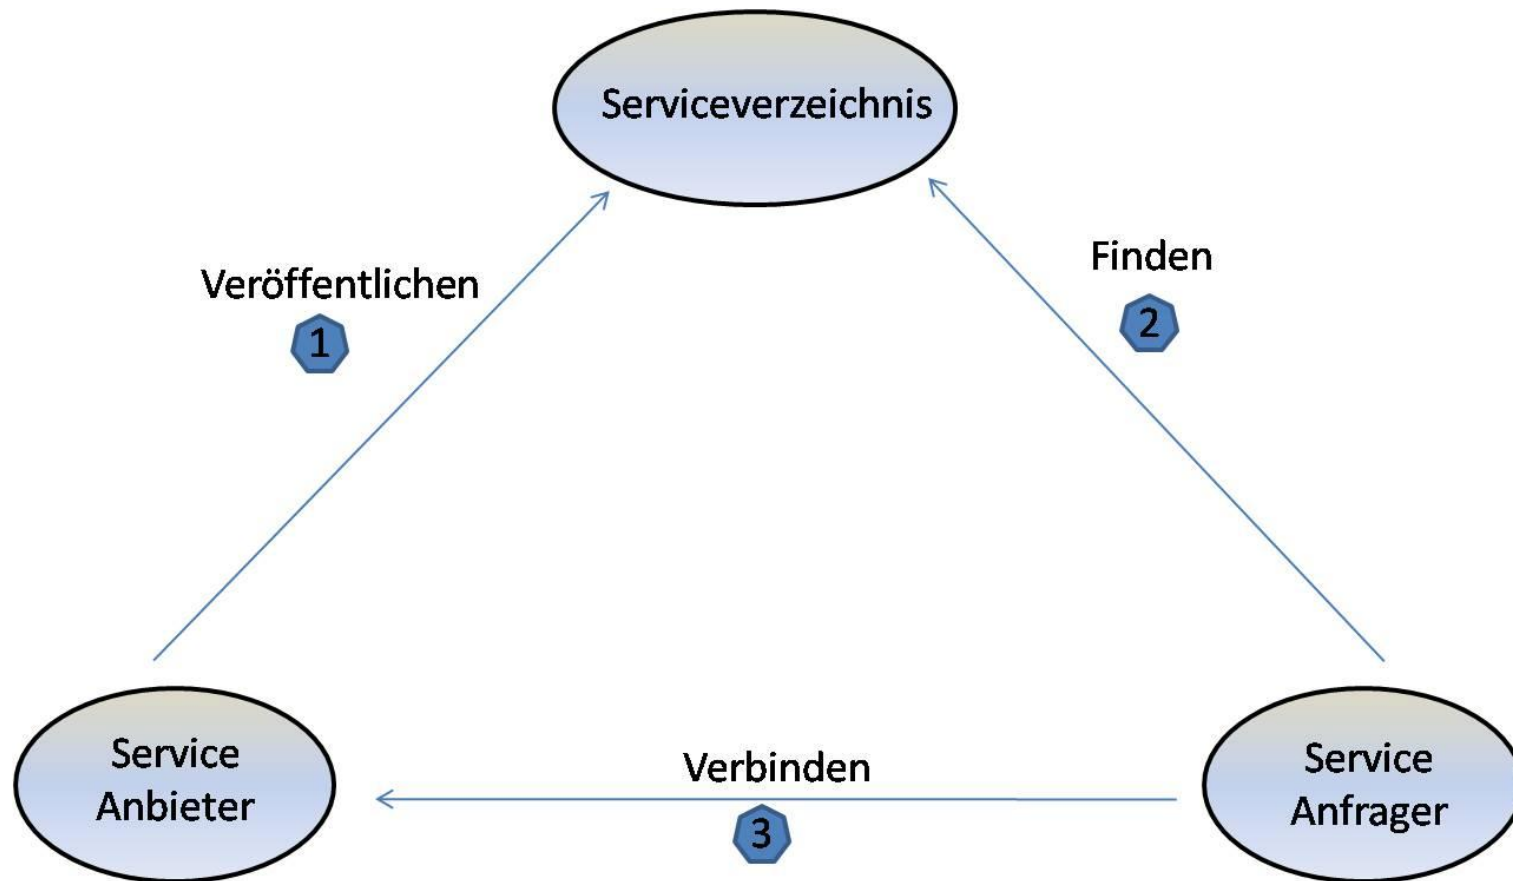 Serviceverzeichnis
Veröffentlichen
1
Finden
2
Service
Anbieter
Verbinden
3
Service
Anfrager